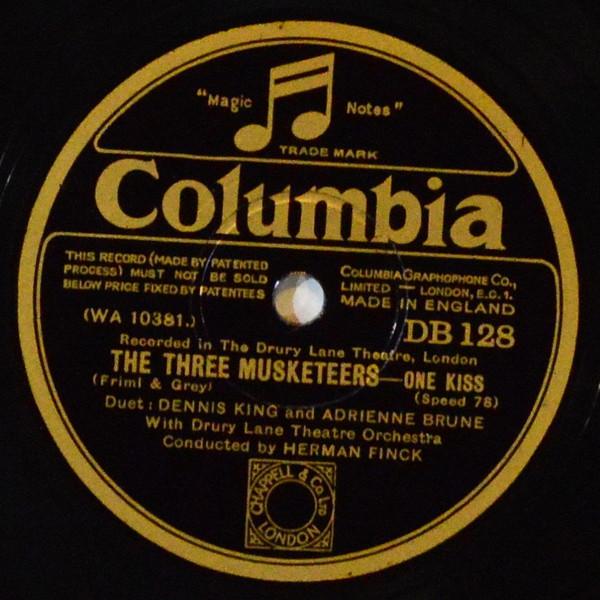 "Magic Notes"
TRADE MARK
Columbia
THIS RECORD (MADE BY PATENTED
PROCESS) MUST NOT BE SOLD
BELOW PRICE FIXED BY PATENTEES
COLUMBIA GRAPHOPHONE CO.,
LIMITED — LONDON, E.C.1.
MADE IN ENGLAND
(WA 10381.)
DB 128
Recorded in The Drury Lane Theatre, London
THE THREE MUSKETEERS—ONE KISS
(Friml & Grey)
(Speed 78)
Duet: DENNIS KING and ADRIENNE BRUNE
With Drury Lane Theatre Orchestra
Conducted by HERMAN FINCK
CHAPPELL & Co LTD
LONDON